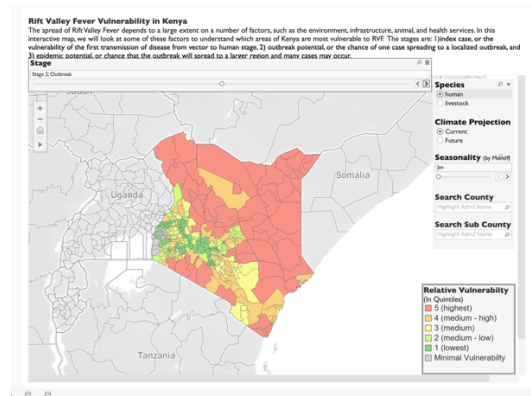 Rift Valley Fever Vulnerability in Kenya
The spread of Rift Valley Fever depends to a large extent on a number of factors, such as the environment, infrastructure, animal, and health services. In this
interactive map, we will look at some of these factors to understand which areas of Kenya are most vulnerable to RVF. The stages are: 1)index case, or the
vulnerability of the first transmission of disease from vector to human stage, 2) outbreak potential, or the chance of one case spreading to a localized outbreak, and
3) epidemic potential, or chance that the outbreak will spread to a larger region and many cases may occur.
Stage
Stage 2: Outbreak
Species
human
livestock
Climate Projection
Current
Future
Seasonality (by Month)
Jan
Search County
Highlight Adm1 Name
Search Sub County
Highlight Adm2 Name
Uganda
Somalia
Tanzania
Relative Vulnerabilty
(In Quintiles)
5 (highest)
4 (medium - high)
3 (medium)
2 (medium - low)
1 (lowest)
Minimal Vulnerabilty